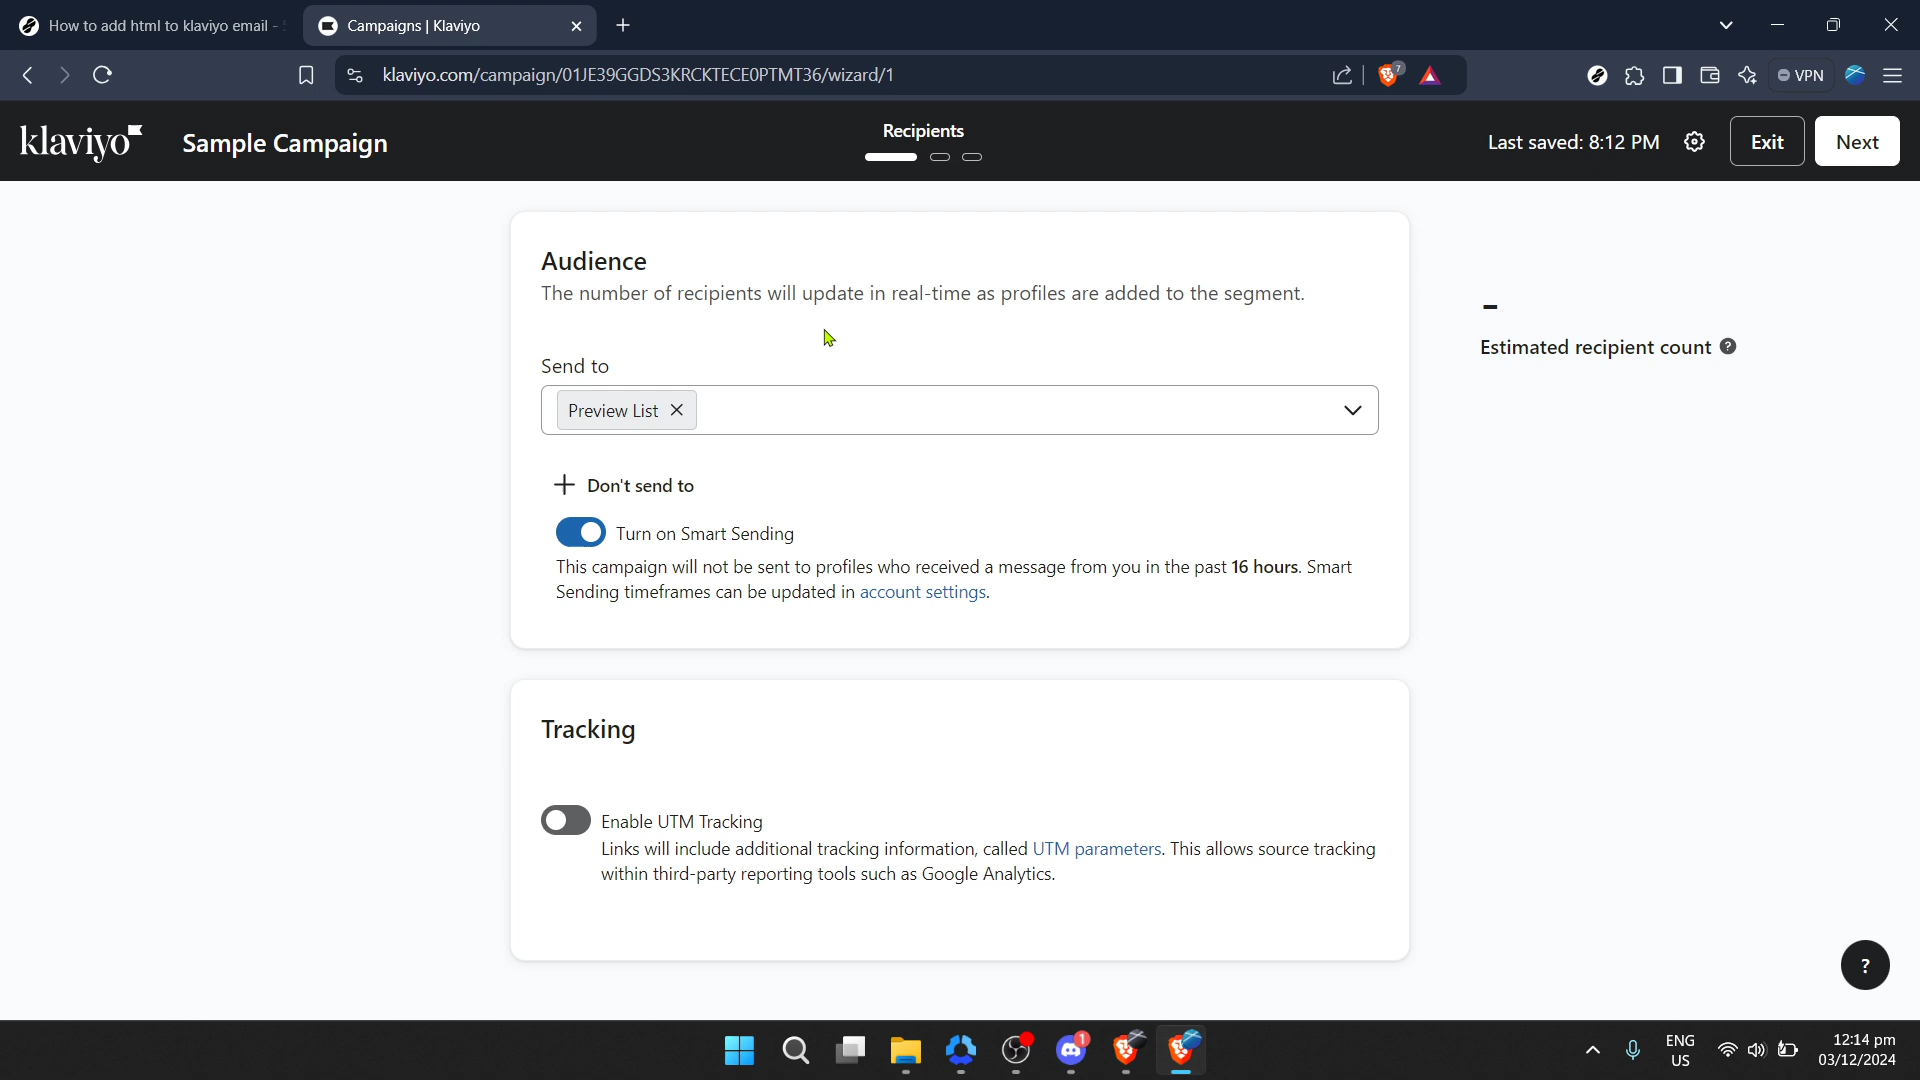 How to add html to klaviyo email -
Campaigns | Klaviyo
klaviyo.com/campaign/01JE39GGDS3KRCKTECE0PTMT36/wizard/1
7
VPN
klaviyo
Sample Campaign
Recipients
Last saved: 8:12 PM
Exit
Next
Audience
The number of recipients will update in real-time as profiles are added to the segment.
Estimated recipient count ?
Send to
Preview List
Don't send to
Turn on Smart Sending
This campaign will not be sent to profiles who received a message from you in the past 16 hours. Smart
Sending timeframes can be updated in account settings.
Tracking
Enable UTM Tracking
Links will include additional tracking information, called UTM parameters. This allows source tracking
within third-party reporting tools such as Google Analytics.
?
1
ENG
US
12:14 pm
03/12/2024